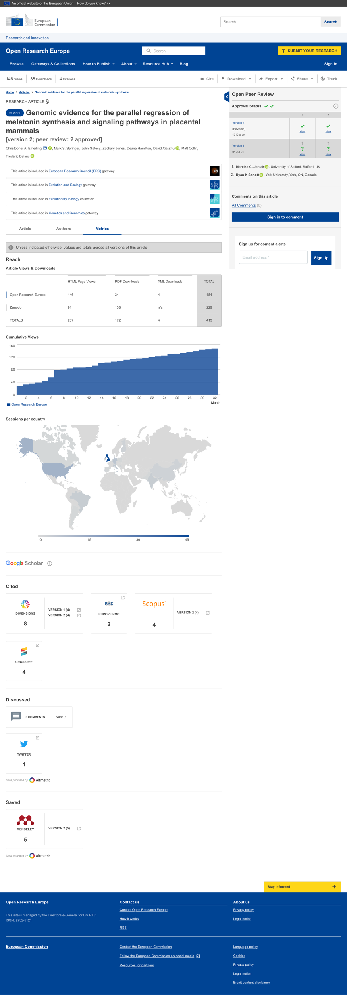 An official website of the European Union How do you know?
European
Commission
Search
Search
Research and Innovation
Open Research Europe
Search
SUBMIT YOUR RESEARCH
Browse Gateways & Collections How to Publish About Resource Hub Blog Sign in
146 Views 38 Downloads 4 Citations
Cite Download Export Share Track
Home Articles Genomic evidence for the parallel regression of melatonin synthesis ...
RESEARCH ARTICLE
REVISED Genomic evidence for the parallel regression of
melatonin synthesis and signaling pathways in placental
mammals
[version 2; peer review: 2 approved]
Christopher A. Emerling iD, Mark S. Springer, John Gatesy, Zachary Jones, Deana Hamilton, David Xia-Zhu iD, Matt Collin,
Frédéric Delsuc iD
This article is included in European Research Council (ERC) gateway
erc
This article is included in Evolution and Ecology gateway
This article is included in Evolutionary Biology collection
This article is included in Genetics and Genomics gateway
Article Authors Metrics
Unless indicated otherwise, values are totals across all versions of this article
Reach
Article Views & Downloads
HTML Page Views PDF Downloads XML Downloads TOTAL
Open Research Europe 146 34 4 184
Zenodo 91 138 n/a 229
TOTALS 237 172 4 413
Cumulative Views
160
120
80
40
0
2 4 6 8 10 12 14 16 18 20 22 24 26 28 30 32
Month
Open Research Europe
Sessions per country
0 15 30 45
Google Scholar
Cited
DIMENSIONS
8
VERSION 1 (4)
VERSION 2 (4)
PMC
EUROPE PMC
2
Scopus
4
VERSION 2 (4)
CROSSREF
4
Discussed
0 COMMENTS view
TWITTER
1
Data provided by Altmetric
Saved
MENDELEY
5
VERSION 2 (5)
Data provided by Altmetric
Open Peer Review
Approval Status
1 2
Version 2
(Revision)
13 Dec 21
view view
Version 1
01 Jul 21
? ?
view view
1. Mareike C. Janiak iD, University of Salford, Salford, UK
2. Ryan K Schott iD, York University, York, ON, Canada
Comments on this article
All Comments (0)
Sign in to comment
Sign up for content alerts
Email address *
Sign Up
Stay informed +
Open Research Europe
This site is managed by the Directorate-General for DG RTD
ISSN: 2732-5121
Contact us
Contact Open Research Europe
How it works
RSS
About us
Privacy policy
Legal notice
European Commission
Contact the European Commission
Follow the European Commission on social media
Resources for partners
Language policy
Cookies
Privacy policy
Legal notice
Brexit content disclaimer